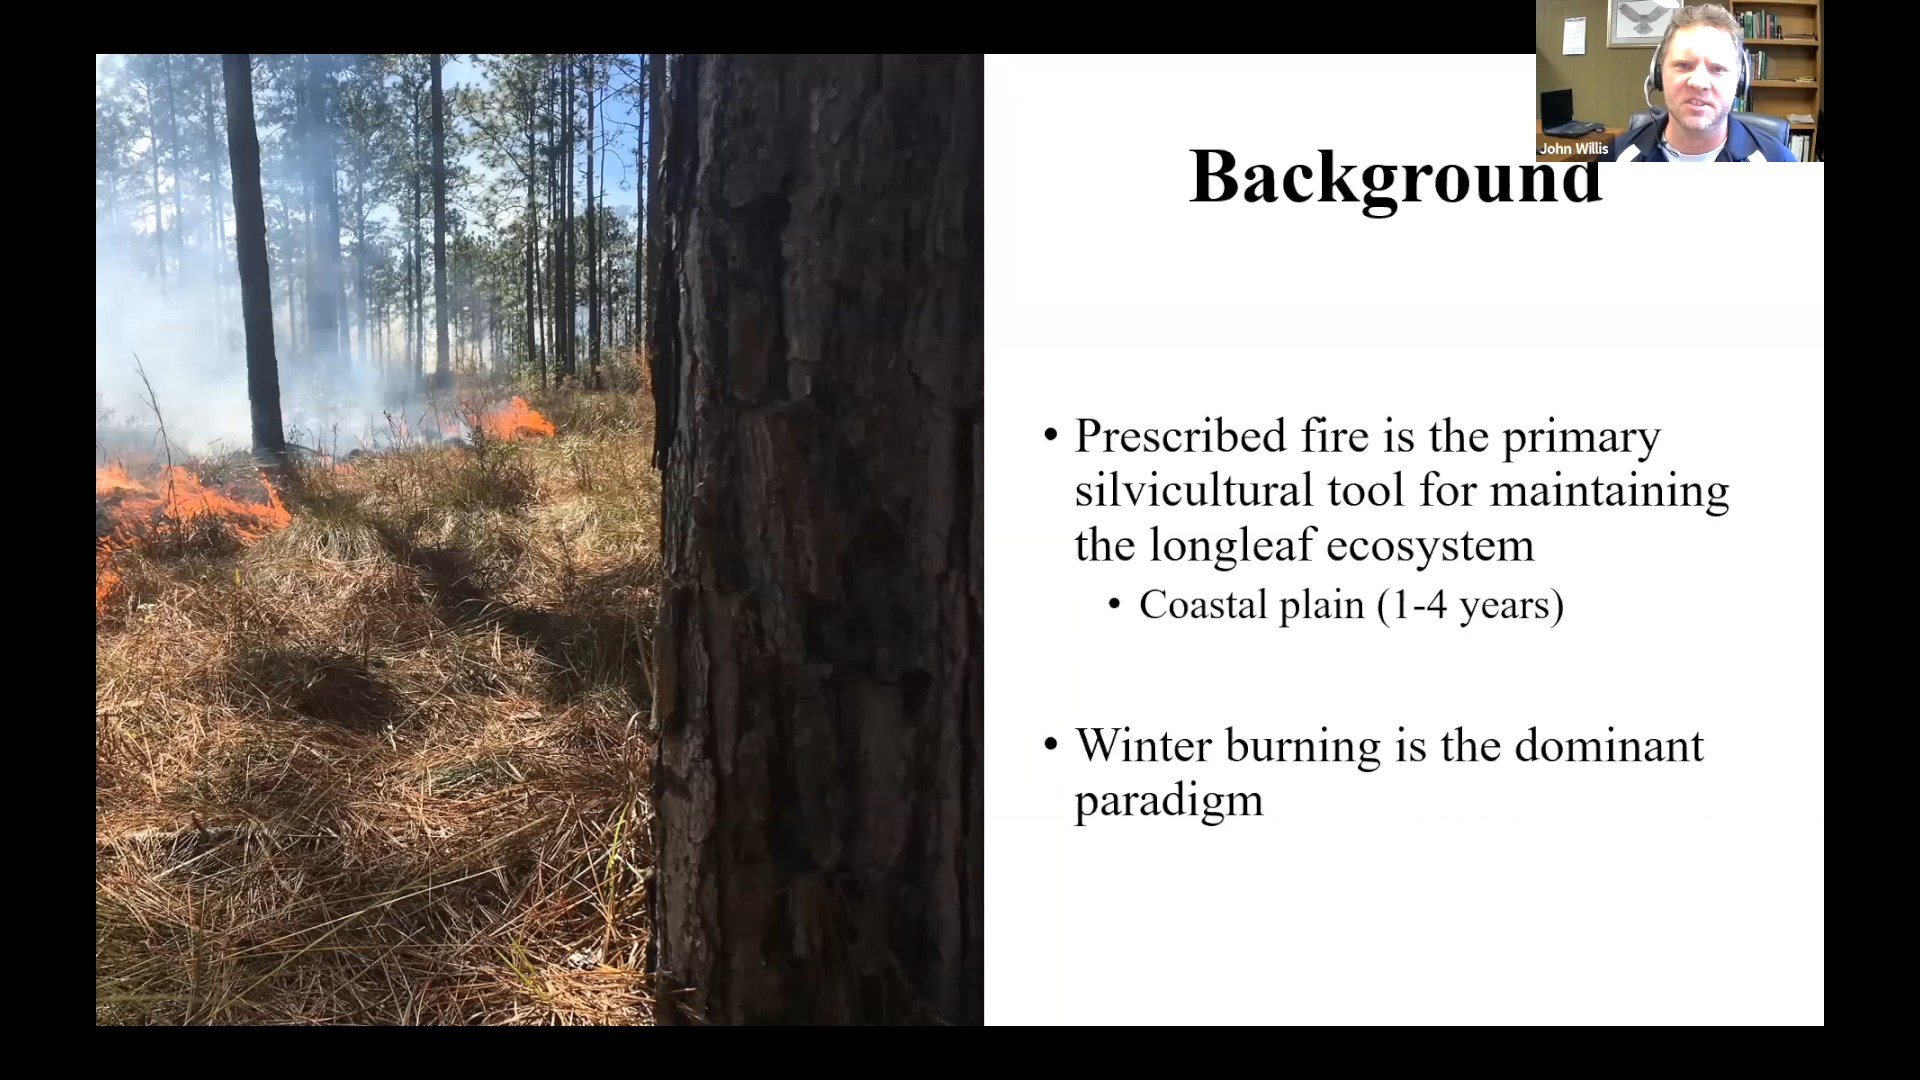 John Willis
Background
• Prescribed fire is the primary
silvicultural tool for maintaining
the longleaf ecosystem
• Coastal plain (1-4 years)
• Winter burning is the dominant
paradigm